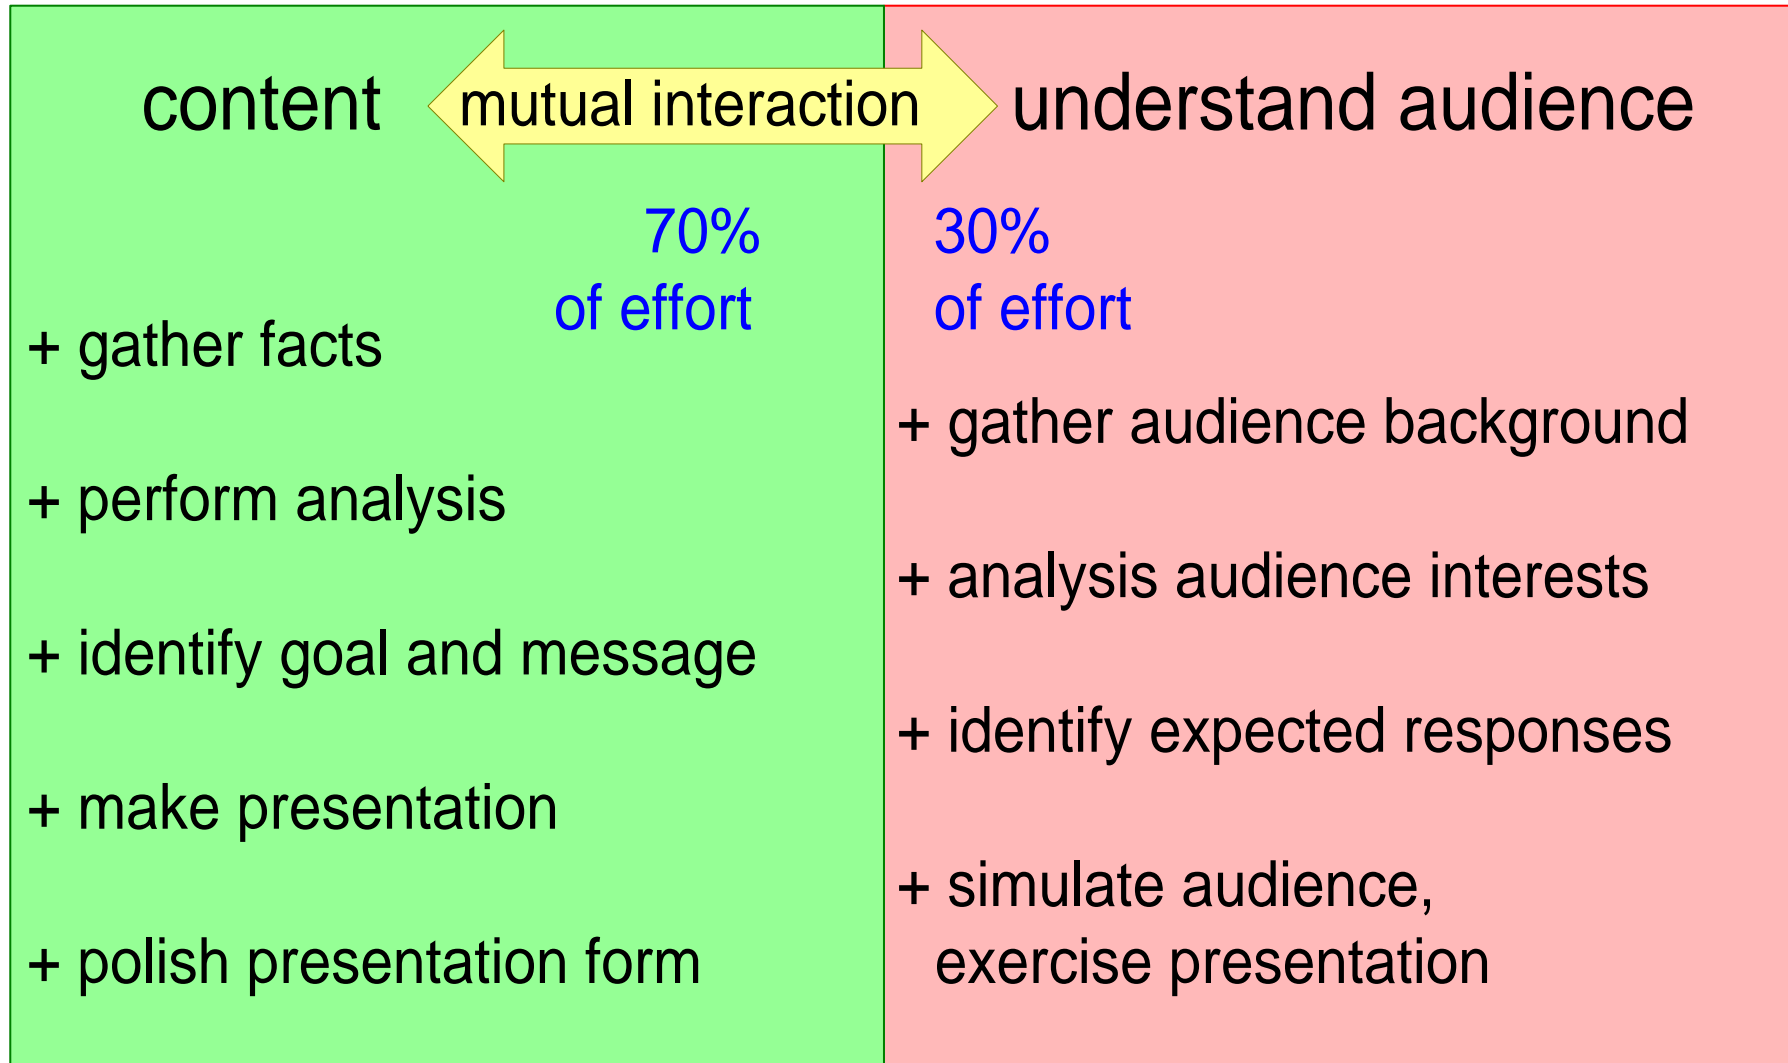 content
mutual interaction
understand audience
70%
of effort
+ gather facts
+ perform analysis
+ identify goal and message
+ make presentation
+ polish presentation form
30%
of effort
+ gather audience background
+ analysis audience interests
+ identify expected responses
+ simulate audience,
exercise presentation